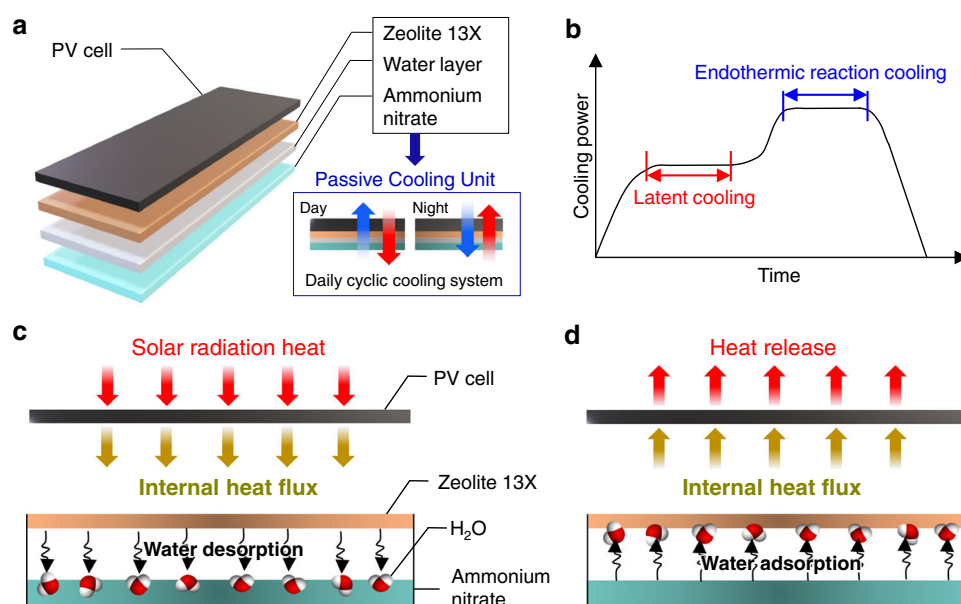 a
PV cell
Zeolite 13X
Water layer
Ammonium
nitrate
Passive Cooling Unit
Day
Night
Daily cyclic cooling system
b
Cooling power
Endothermic reaction cooling
Latent cooling
Time
c
Solar radiation heat
PV cell
Internal heat flux
Zeolite 13X
H₂O
Water desorption
Ammonium
nitrate
d
Heat release
Internal heat flux
Water adsorption